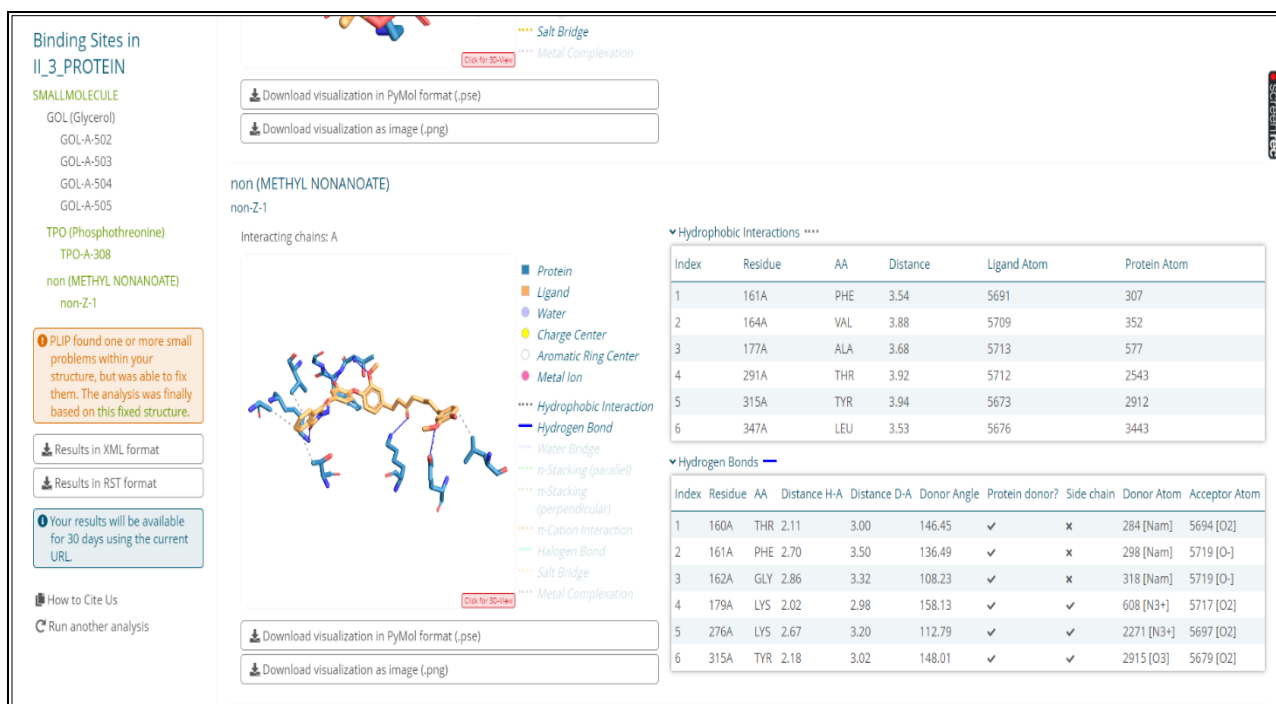 Binding Sites in
II_3_PROTEIN
SMALLMOLECULE
GOL (Glycerol)
GOL-A-502
GOL-A-503
GOL-A-504
GOL-A-505
TPO (Phosphothreonine)
TPO-A-308
non (METHYL NONANOATE)
non-Z-1
PLIP found one or more small
problems within your
structure, but was able to fix
them. The analysis was finally
based on this fixed structure.
Results in XML format
Results in RST format
Your results will be available
for 30 days using the current
URL.
How to Cite Us
Run another analysis
Salt Bridge
Metal Complexation
Click for 3D-View
Download visualization in PyMol format (.pse)
Download visualization as image (.png)
non (METHYL NONANOATE)
non-Z-1
Interacting chains: A
Protein
Ligand
Water
Charge Center
Aromatic Ring Center
Metal Ion
Hydrophobic Interaction
Hydrogen Bond
Water Bridge
π-Stacking (parallel)
π-Stacking
(perpendicular)
π-Cation Interaction
Halogen Bond
Salt Bridge
Metal Complexation
Click for 3D-View
Download visualization in PyMol format (.pse)
Download visualization as image (.png)
Hydrophobic Interactions ····
Index Residue AA Distance Ligand Atom Protein Atom
1 161A PHE 3.54 5691 307
2 164A VAL 3.88 5709 352
3 177A ALA 3.68 5713 577
4 291A THR 3.92 5712 2543
5 315A TYR 3.94 5673 2912
6 347A LEU 3.53 5676 3443
Hydrogen Bonds —
Index Residue AA Distance H-A Distance D-A Donor Angle Protein donor? Side chain Donor Atom Acceptor Atom
1 160A THR 2.11 3.00 146.45 ✔ ✖ 284 [Nam] 5694 [O2]
2 161A PHE 2.70 3.50 136.49 ✔ ✖ 298 [Nam] 5719 [O-]
3 162A GLY 2.86 3.32 108.23 ✔ ✖ 318 [Nam] 5719 [O-]
4 179A LYS 2.02 2.98 158.13 ✔ ✔ 608 [N3+] 5717 [O2]
5 276A LYS 2.67 3.20 112.79 ✔ ✔ 2271 [N3+] 5697 [O2]
6 315A TYR 2.18 3.02 148.01 ✔ ✔ 2915 [O3] 5679 [O2]
screenrec